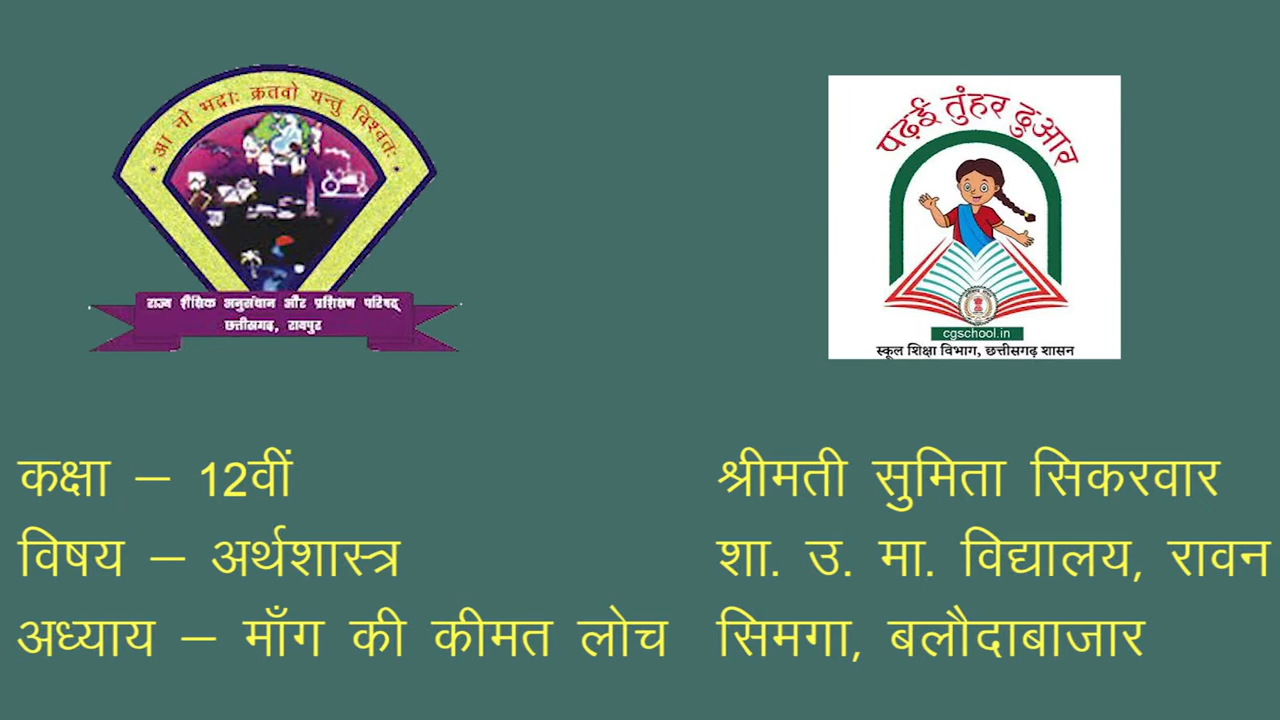 आ नो भद्राः क्रतवो यन्तु विश्वतः
राज्य शैक्षिक अनुसंधान और प्रशिक्षण परिषद्
छत्तीसगढ़, रायपुर
पढ़ई तुंहर दुआर
cgschool.in
स्कूल शिक्षा विभाग, छत्तीसगढ़ शासन
कक्षा – 12वीं
विषय – अर्थशास्त्र
अध्याय – माँग की कीमत लोच
श्रीमती सुमिता सिकरवार
शा. उ. मा. विद्यालय, रावन
सिमगा, बलौदाबाजार